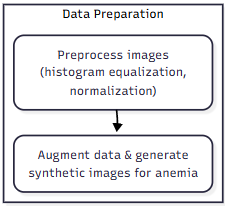 Data Preparation
Preprocess images
(histogram equalization,
normalization)
Augment data & generate
synthetic images for anemia